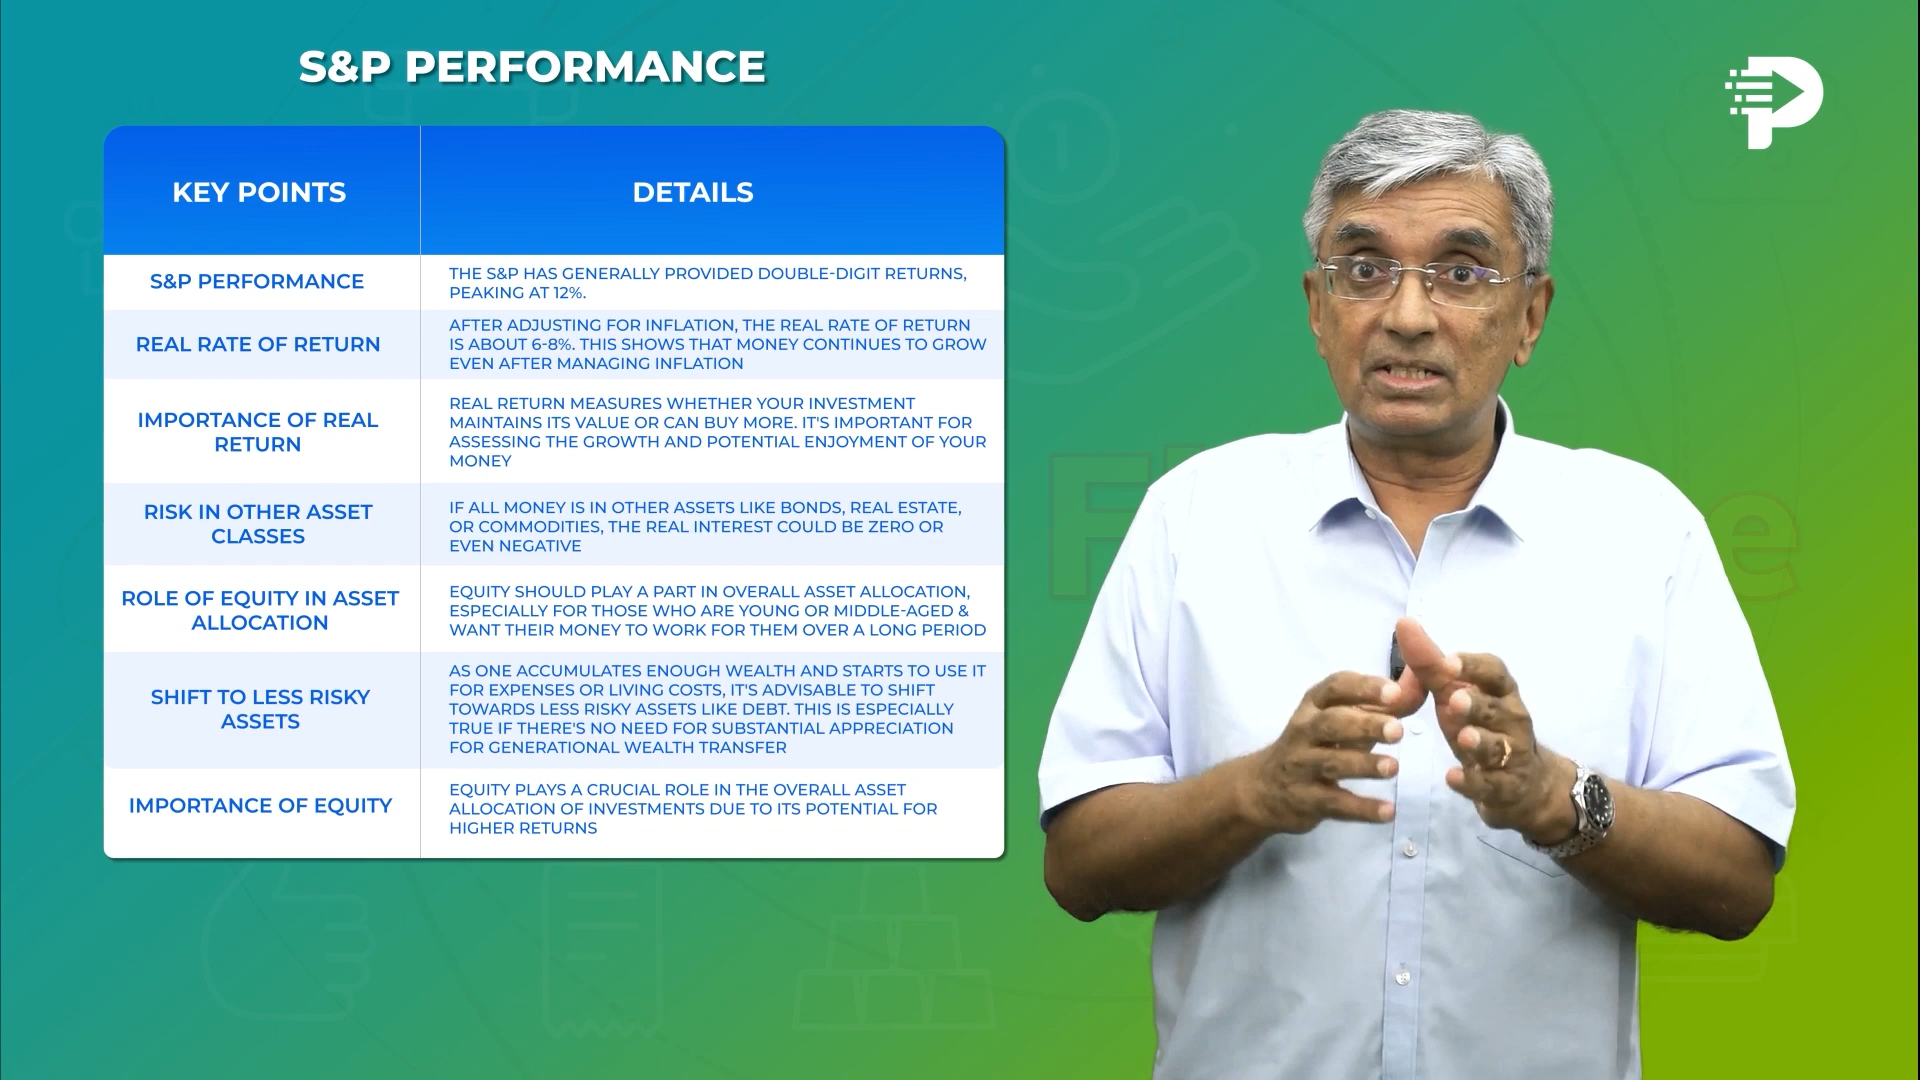 S&P PERFORMANCE
KEY POINTS
DETAILS
S&P PERFORMANCE
THE S&P HAS GENERALLY PROVIDED DOUBLE-DIGIT RETURNS,
PEAKING AT 12%.
REAL RATE OF RETURN
AFTER ADJUSTING FOR INFLATION, THE REAL RATE OF RETURN
IS ABOUT 6-8%. THIS SHOWS THAT MONEY CONTINUES TO GROW
EVEN AFTER MANAGING INFLATION
IMPORTANCE OF REAL
RETURN
REAL RETURN MEASURES WHETHER YOUR INVESTMENT
MAINTAINS ITS VALUE OR CAN BUY MORE. IT'S IMPORTANT FOR
ASSESSING THE GROWTH AND POTENTIAL ENJOYMENT OF YOUR
MONEY
RISK IN OTHER ASSET
CLASSES
IF ALL MONEY IS IN OTHER ASSETS LIKE BONDS, REAL ESTATE,
OR COMMODITIES, THE REAL INTEREST COULD BE ZERO OR
EVEN NEGATIVE
ROLE OF EQUITY IN ASSET
ALLOCATION
EQUITY SHOULD PLAY A PART IN OVERALL ASSET ALLOCATION,
ESPECIALLY FOR THOSE WHO ARE YOUNG OR MIDDLE-AGED &
WANT THEIR MONEY TO WORK FOR THEM OVER A LONG PERIOD
SHIFT TO LESS RISKY
ASSETS
AS ONE ACCUMULATES ENOUGH WEALTH AND STARTS TO USE IT
FOR EXPENSES OR LIVING COSTS, IT'S ADVISABLE TO SHIFT
TOWARDS LESS RISKY ASSETS LIKE DEBT. THIS IS ESPECIALLY
TRUE IF THERE'S NO NEED FOR SUBSTANTIAL APPRECIATION
FOR GENERATIONAL WEALTH TRANSFER
IMPORTANCE OF EQUITY
EQUITY PLAYS A CRUCIAL ROLE IN THE OVERALL ASSET
ALLOCATION OF INVESTMENTS DUE TO ITS POTENTIAL FOR
HIGHER RETURNS